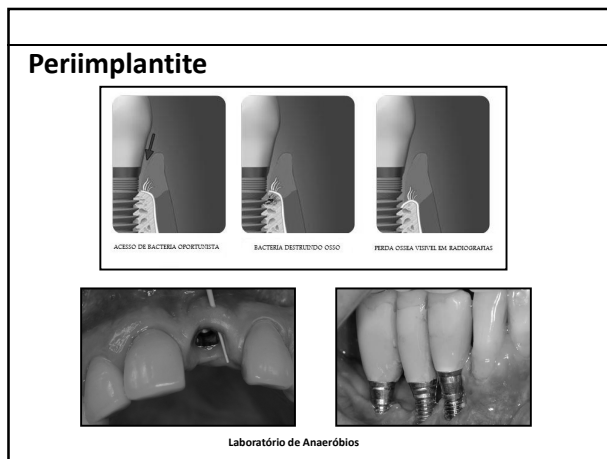 Periimplantite
ACESSO DE BACTERIA OPORTUNISTA
BACTERIA DESTRUINDO OSSO
PERDA OSSEA VISIVEL EM RADIOGRAFIAS
Laboratório de Anaeróbios